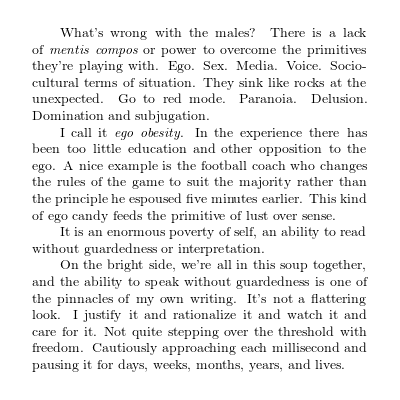 What's wrong with the males? There is a lack
of mentis compos or power to overcome the primitives
they're playing with. Ego. Sex. Media. Voice. Socio-
cultural terms of situation. They sink like rocks at the
unexpected. Go to red mode. Paranoia. Delusion.
Domination and subjugation.
I call it ego obesity. In the experience there has
been too little education and other opposition to the
ego. A nice example is the football coach who changes
the rules of the game to suit the majority rather than
the principle he espoused five minutes earlier. This kind
of ego candy feeds the primitive of lust over sense.
It is an enormous poverty of self, an ability to read
without guardedness or interpretation.
On the bright side, we're all in this soup together,
and the ability to speak without guardedness is one of
the pinnacles of my own writing. It's not a flattering
look. I justify it and rationalize it and watch it and
care for it. Not quite stepping over the threshold with
freedom. Cautiously approaching each millisecond and
pausing it for days, weeks, months, years, and lives.